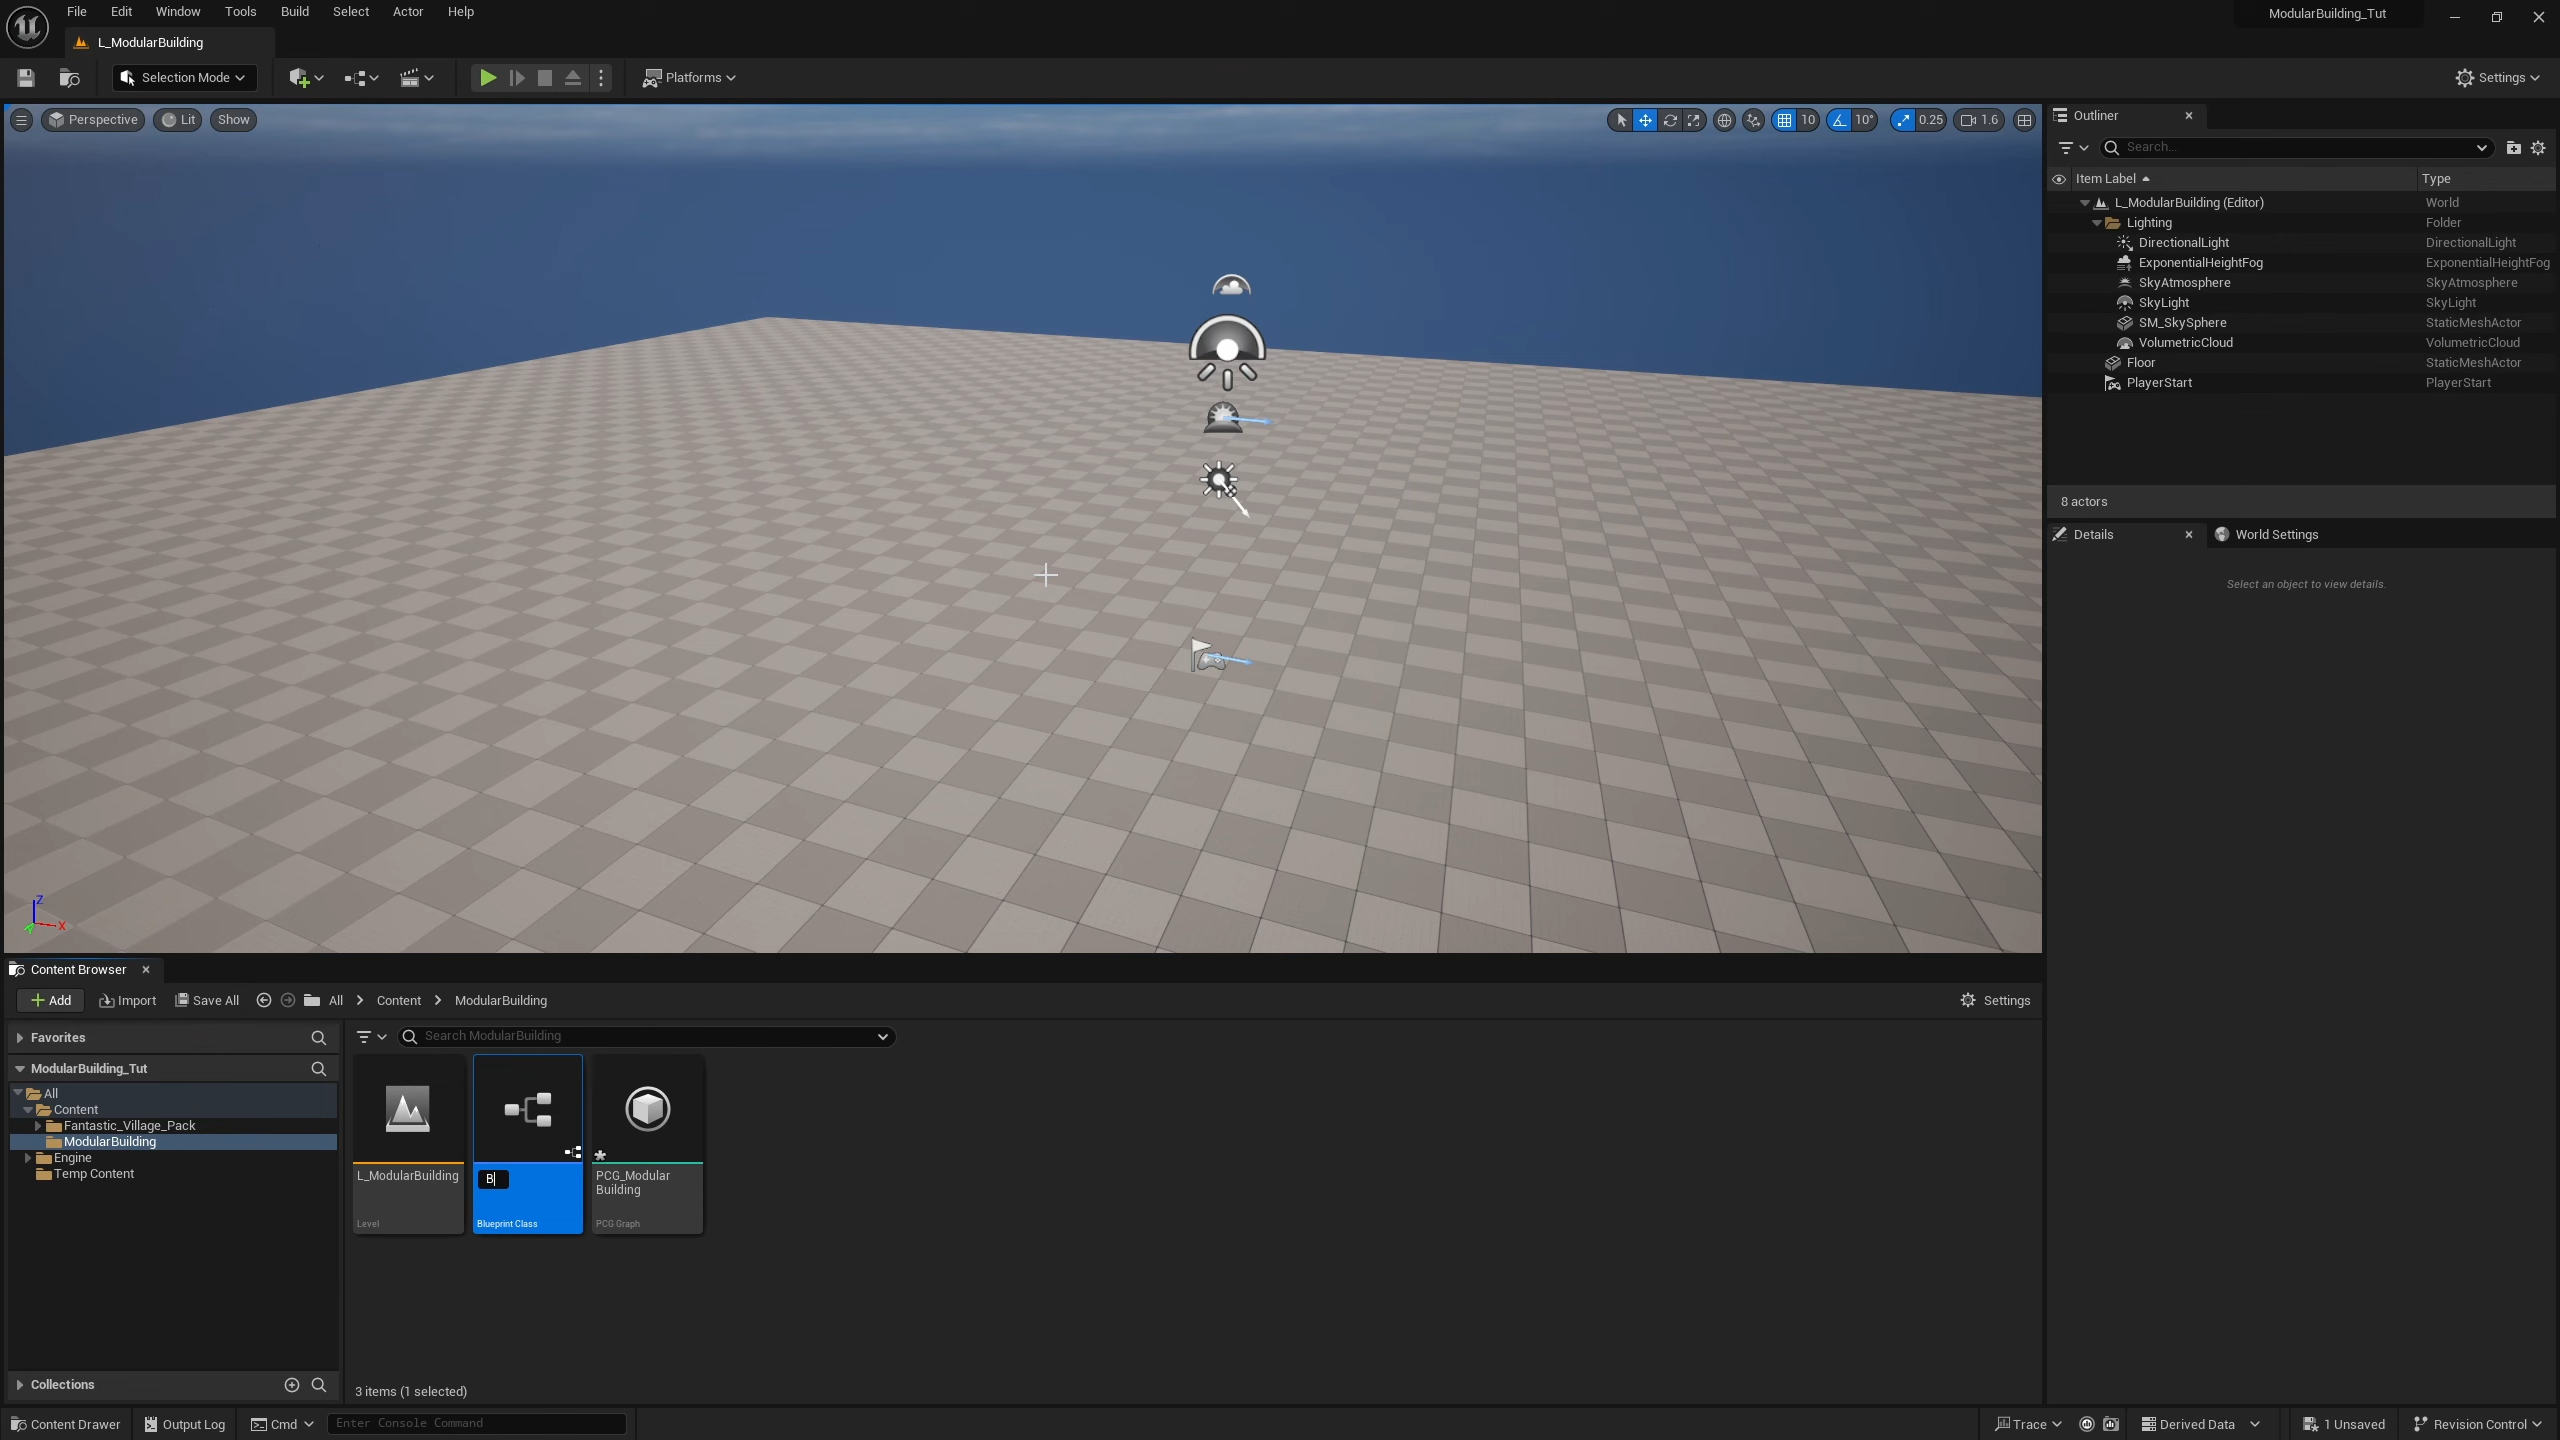 File Edit Window Tools Build Select Actor Help
ModularBuilding_Tut
L_ModularBuilding
Selection Mode
Platforms
Settings
Perspective Lit Show
10 10° 0.25 1.6
Outliner
Search...
Item Label Type
L_ModularBuilding (Editor) World
Lighting Folder
DirectionalLight DirectionalLight
ExponentialHeightFog ExponentialHeightFog
SkyAtmosphere SkyAtmosphere
SkyLight SkyLight
SM_SkySphere StaticMeshActor
VolumetricCloud VolumetricCloud
Floor StaticMeshActor
PlayerStart PlayerStart
8 actors
Details World Settings
Select an object to view details.
Z
X
Y
Content Browser
Add Import Save All All Content ModularBuilding Settings
Favorites
Search ModularBuilding
ModularBuilding_Tut
All
Content
Fantastic_Village_Pack
ModularBuilding
Engine
Temp Content
L_ModularBuilding
Level
B
Blueprint Class
PCG_Modular
Building
PCG Graph
Collections
3 items (1 selected)
Content Drawer Output Log Cmd Enter Console Command Trace Derived Data 1 Unsaved Revision Control